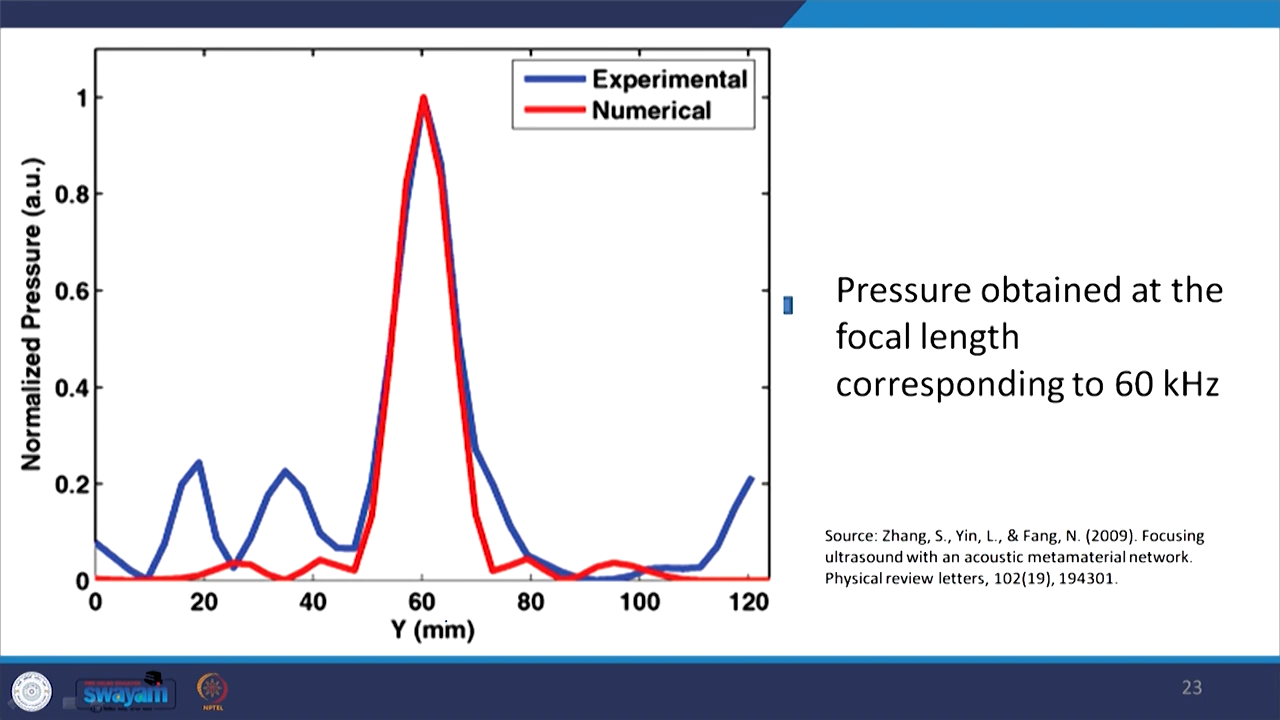 Experimental
Numerical
1
0.8
0.6
0.4
0.2
0
Normalized Pressure (a.u.)
0 20 40 60 80 100 120
Y (mm)
Pressure obtained at the
focal length
corresponding to 60 kHz
Source: Zhang, S., Yin, L., & Fang, N. (2009). Focusing
ultrasound with an acoustic metamaterial network.
Physical review letters, 102(19), 194301.
swayam
NPTEL
23